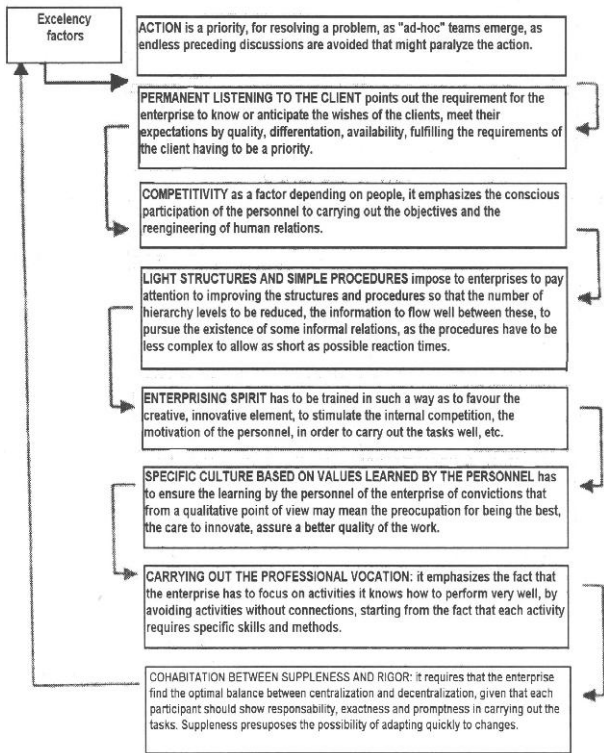 Excelency
factors
ACTION is a priority, for resolving a problem, as "ad-hoc" teams emerge, as
endless preceding discussions are avoided that might paralyze the action.
PERMANENT LISTENING TO THE CLIENT points out the requirement for the
enterprise to know or anticipate the wishes of the clients, meet their
expectations by quality, differentation, availability, fulfilling the requirements of
the client having to be a priority.
COMPETITIVITY as a factor depending on people, it emphasizes the conscious
participation of the personnel to carrying out the objectives and the
reengineering of human relations.
LIGHT STRUCTURES AND SIMPLE PROCEDURES impose to enterprises to pay
attention to improving the structures and procedures so that the number of
hierarchy levels to be reduced, the information to flow well between these, to
pursue the existence of some informal relations, as the procedures have to be
less complex to allow as short as possible reaction times.
ENTERPRISING SPIRIT has to be trained in such a way as to favour the
creative, innovative element, to stimulate the internal competition, the
motivation of the personnel, in order to carry out the tasks well, etc.
SPECIFIC CULTURE BASED ON VALUES LEARNED BY THE PERSONNEL has
to ensure the learning by the personnel of the enterprise of convictions that
from a qualitative point of view may mean the preocupation for being the best,
the care to innovate, assure a better quality of the work.
CARRYING OUT THE PROFESSIONAL VOCATION: it emphasizes the fact that
the enterprise has to focus on activities it knows how to perform very well, by
avoiding activities without connections, starting from the fact that each activity
requires specific skills and methods.
COHABITATION BETWEEN SUPPLENESS AND RIGOR: it requires that the enterprise
find the optimal balance between centralization and decentralization, given that each
participant should show responsability, exactness and promptness in carrying out the
tasks. Suppleness presuposes the possibility of adapting quickly to changes.